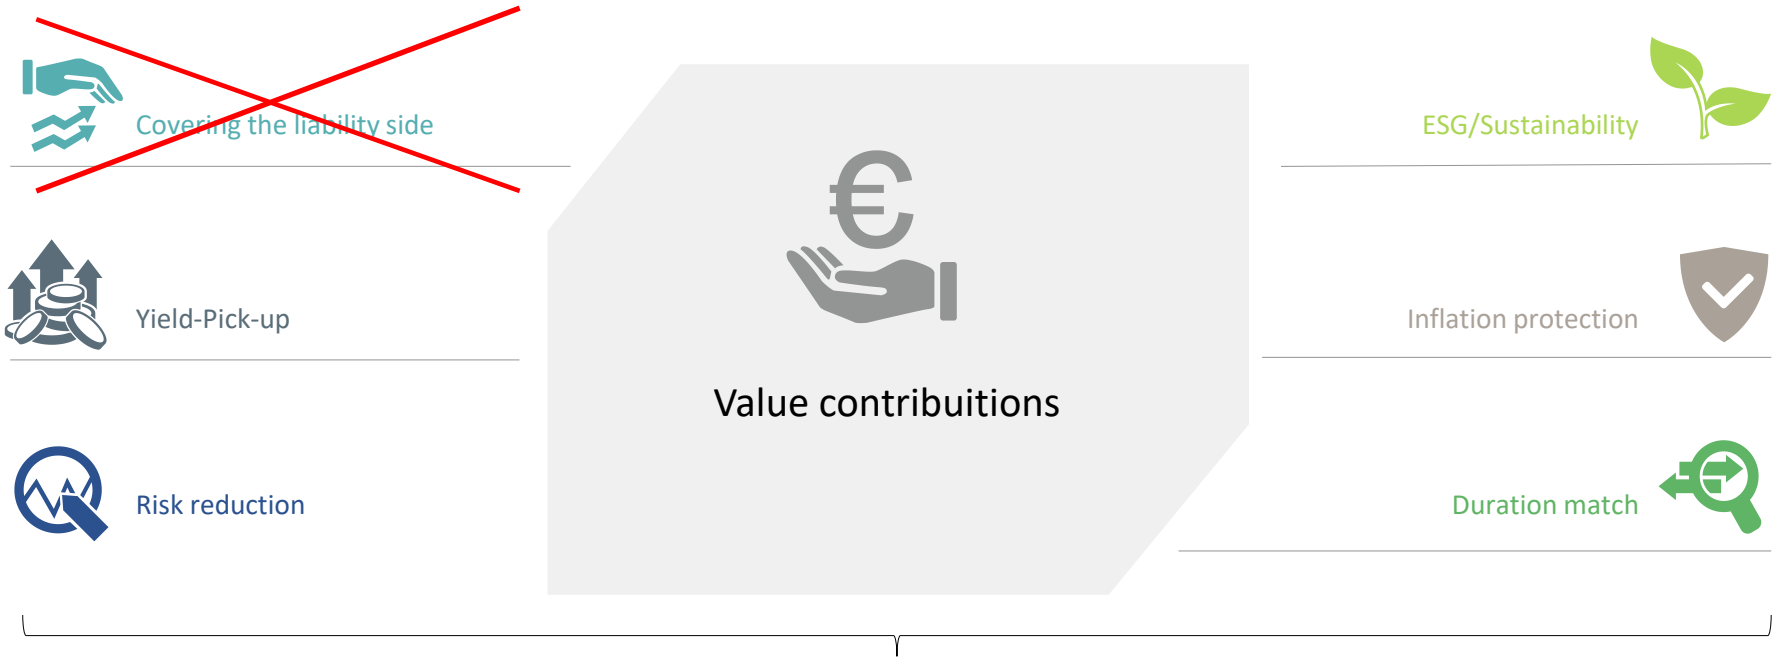 Covering the liability side
Yield-Pick-up
Risk reduction
€
Value contribuitions
ESG/Sustainability
Inflation protection
Duration match